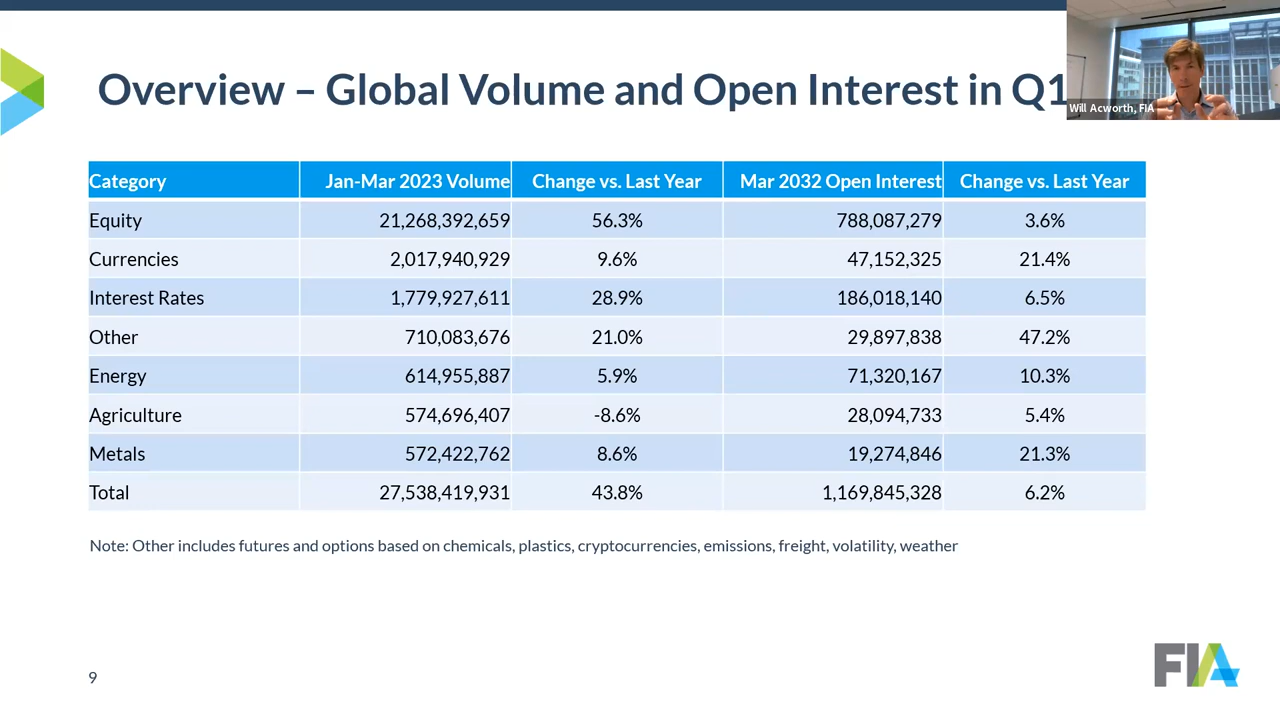 Overview – Global Volume and Open Interest in Q1
Will Acworth, FIA
Category Jan-Mar 2023 Volume Change vs. Last Year Mar 2032 Open Interest Change vs. Last Year
Equity 21,268,392,659 56.3% 788,087,279 3.6%
Currencies 2,017,940,929 9.6% 47,152,325 21.4%
Interest Rates 1,779,927,611 28.9% 186,018,140 6.5%
Other 710,083,676 21.0% 29,897,838 47.2%
Energy 614,955,887 5.9% 71,320,167 10.3%
Agriculture 574,696,407 -8.6% 28,094,733 5.4%
Metals 572,422,762 8.6% 19,274,846 21.3%
Total 27,538,419,931 43.8% 1,169,845,328 6.2%
Note: Other includes futures and options based on chemicals, plastics, cryptocurrencies, emissions, freight, volatility, weather
9
FIA